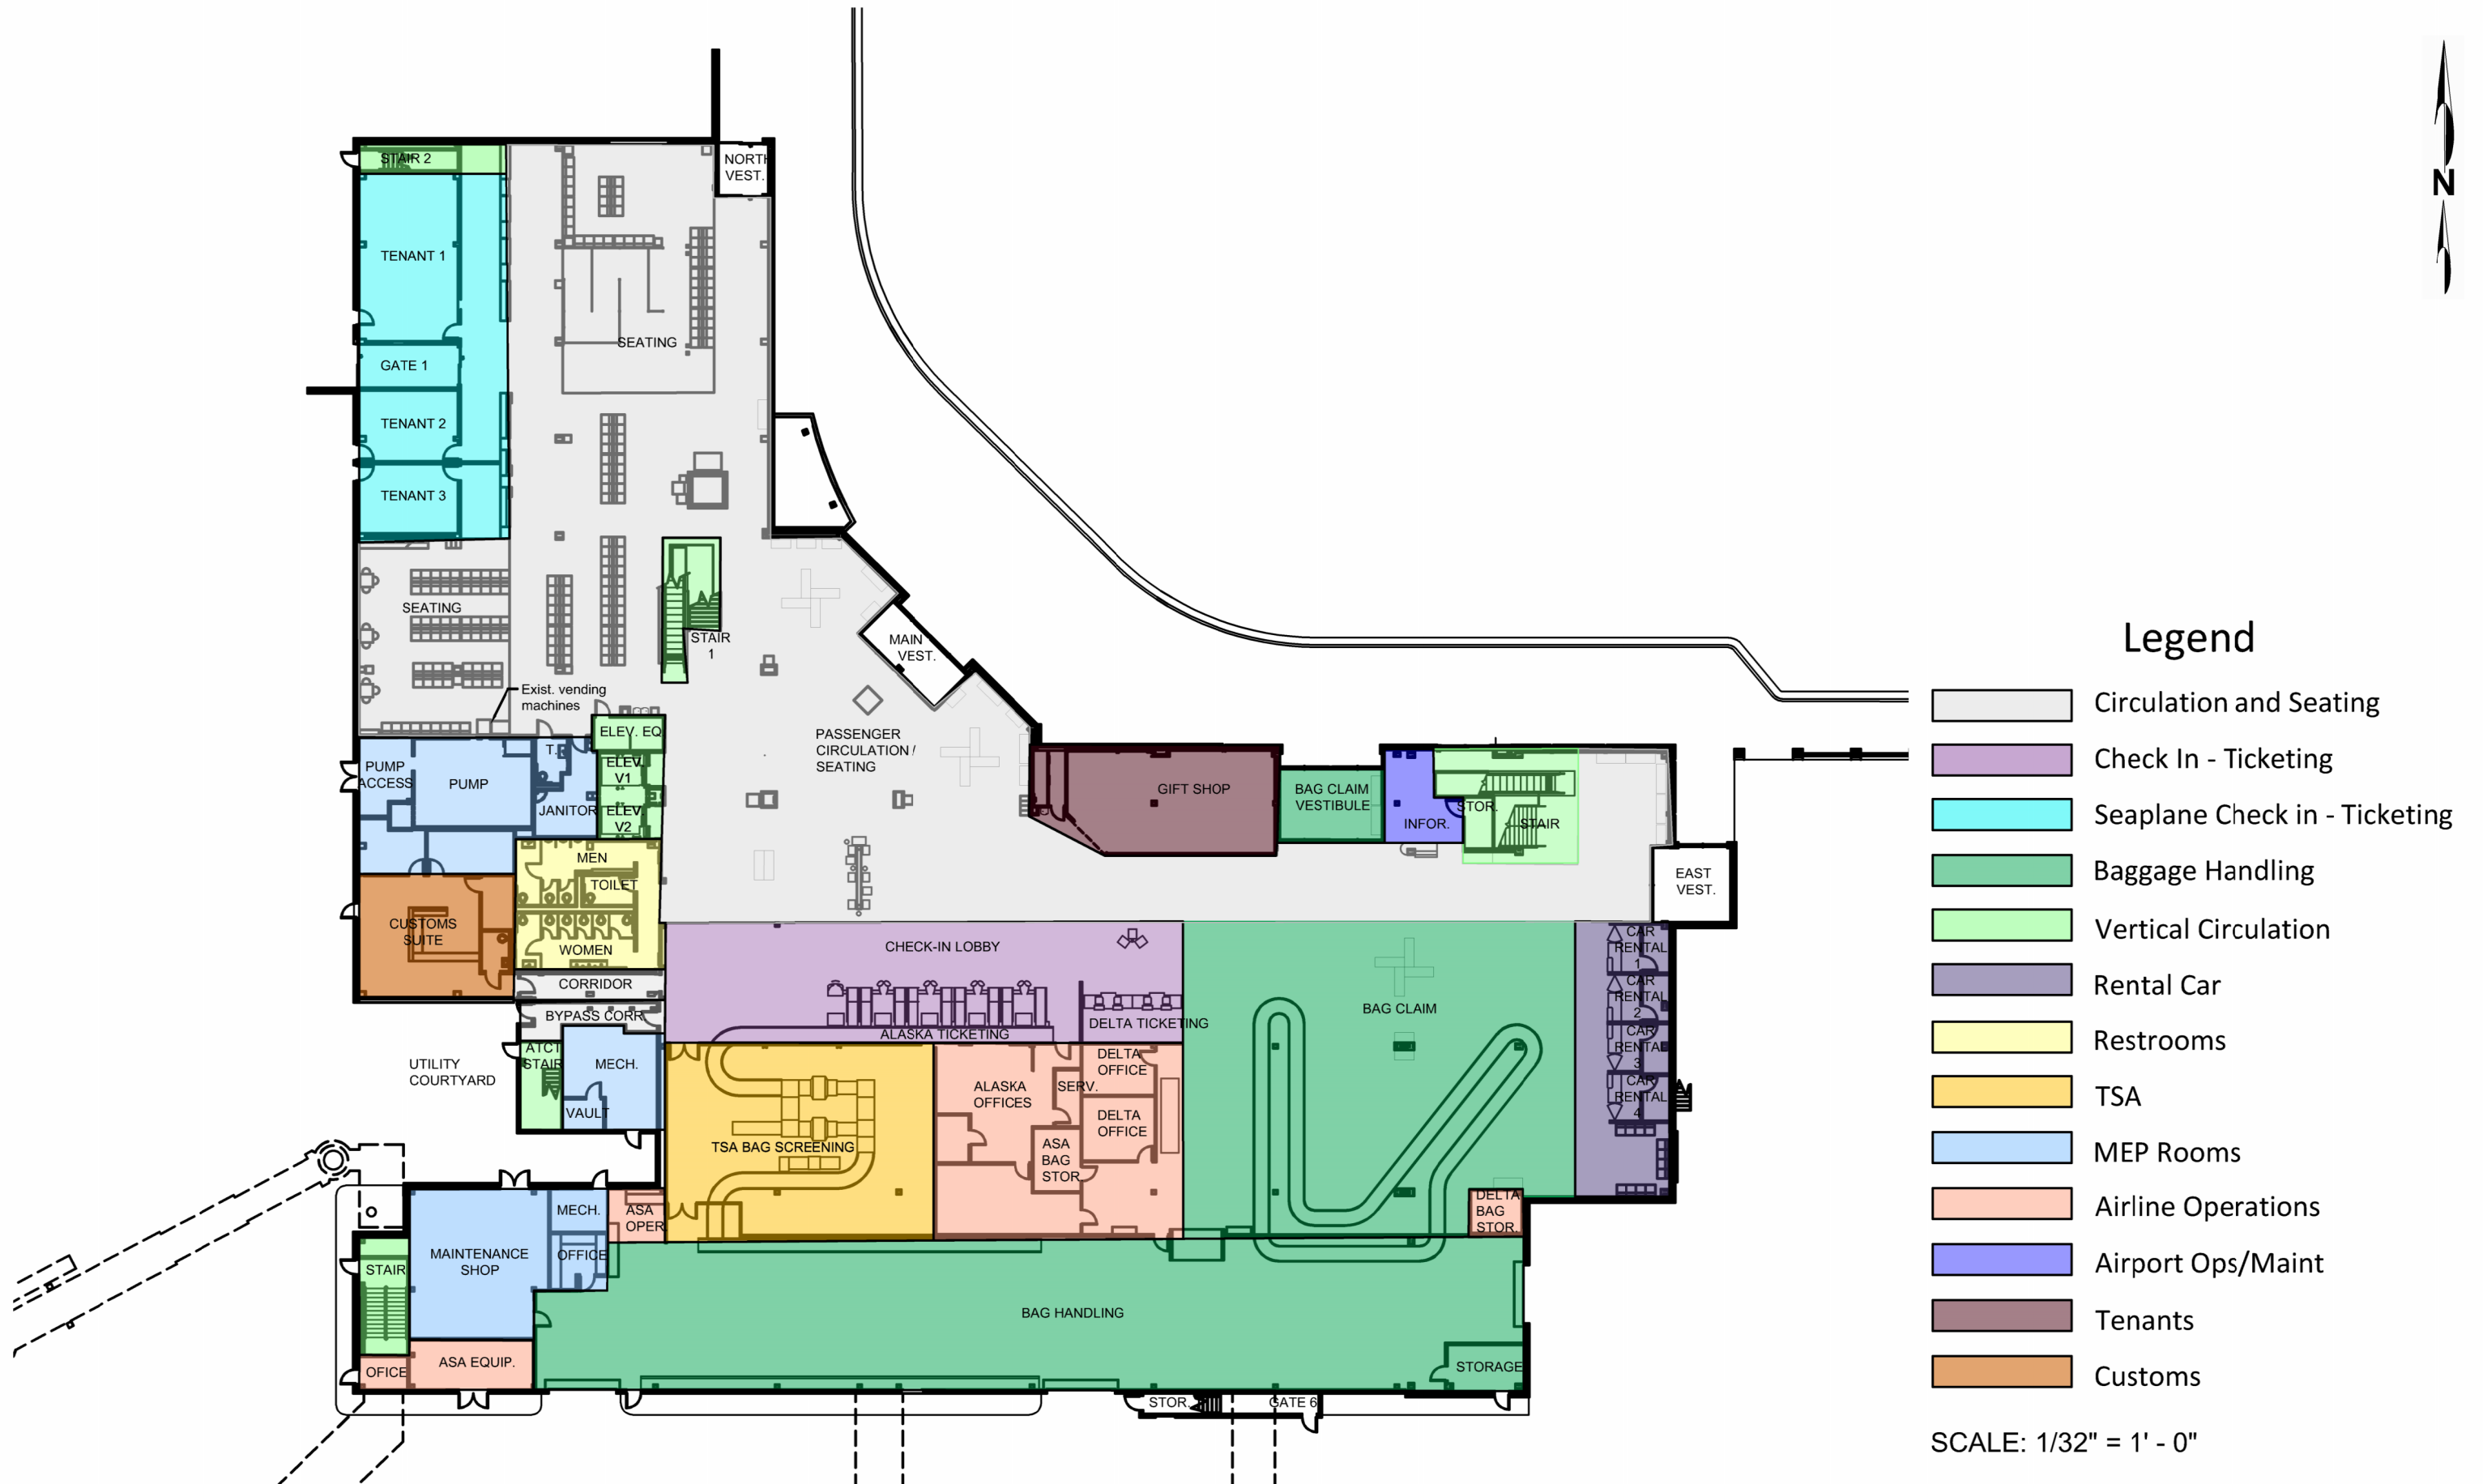 STAIR 2
NORTH
VEST.
N
TENANT 1
SEATING
GATE 1
TENANT 2
TENANT 3
SEATING
STAIR
1
MAIN
VEST.
Exist. vending
machines
ELEV. EQ.
PASSENGER
CIRCULATION /
SEATING
PUMP
ACCESS
PUMP
T.
JANITOR
ELEV.
V1
ELEV.
V2
GIFT SHOP
BAG CLAIM
VESTIBULE
INFOR.
STOR.
STAIR
EAST
VEST.
MEN
TOILET
WOMEN
CUSTOMS
SUITE
CORRIDOR
BYPASS CORR.
CHECK-IN LOBBY
ALASKA TICKETING
DELTA TICKETING
BAG CLAIM
CAR
RENTAL
1
CAR
RENTAL
2
CAR
RENTAL
3
CAR
RENTAL
4
UTILITY
COURTYARD
ATCT
STAIR
MECH.
VAULT
TSA BAG SCREENING
ALASKA
OFFICES
SERV.
DELTA
OFFICE
DELTA
OFFICE
ASA
BAG
STOR.
DELTA
BAG
STOR.
MECH.
ASA
OPER.
MAINTENANCE
SHOP
OFFICE
STAIR
OFICE
ASA EQUIP.
BAG HANDLING
STORAGE
STOR.
GATE 6
Legend
Circulation and Seating
Check In - Ticketing
Seaplane Check in - Ticketing
Baggage Handling
Vertical Circulation
Rental Car
Restrooms
TSA
MEP Rooms
Airline Operations
Airport Ops/Maint
Tenants
Customs
SCALE: 1/32" = 1' - 0"